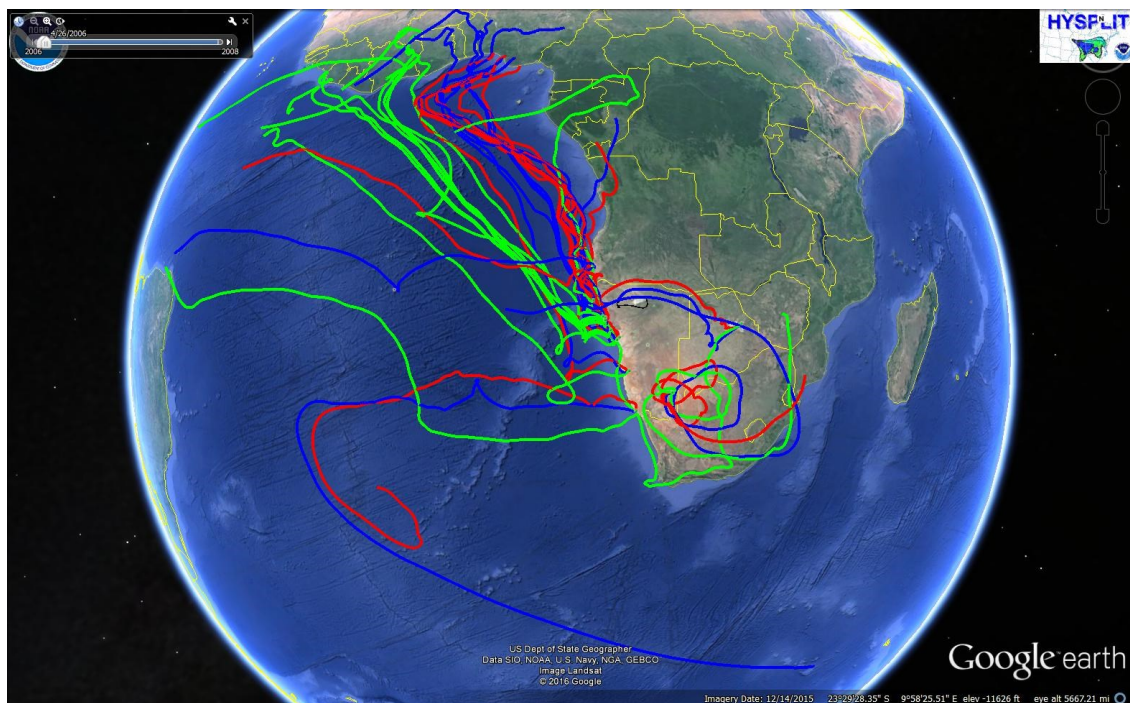 4/26/2006
NOAA
2006
2008
HYSPLIT
US Dept of State Geographer
Data SIO, NOAA, U.S. Navy, NGA, GEBCO
Image Landsat
© 2016 Google
Google earth
Imagery Date: 12/14/2015 23°29'28.35" S 9°58'25.51" E elev -11626 ft eye alt 5667.21 mi